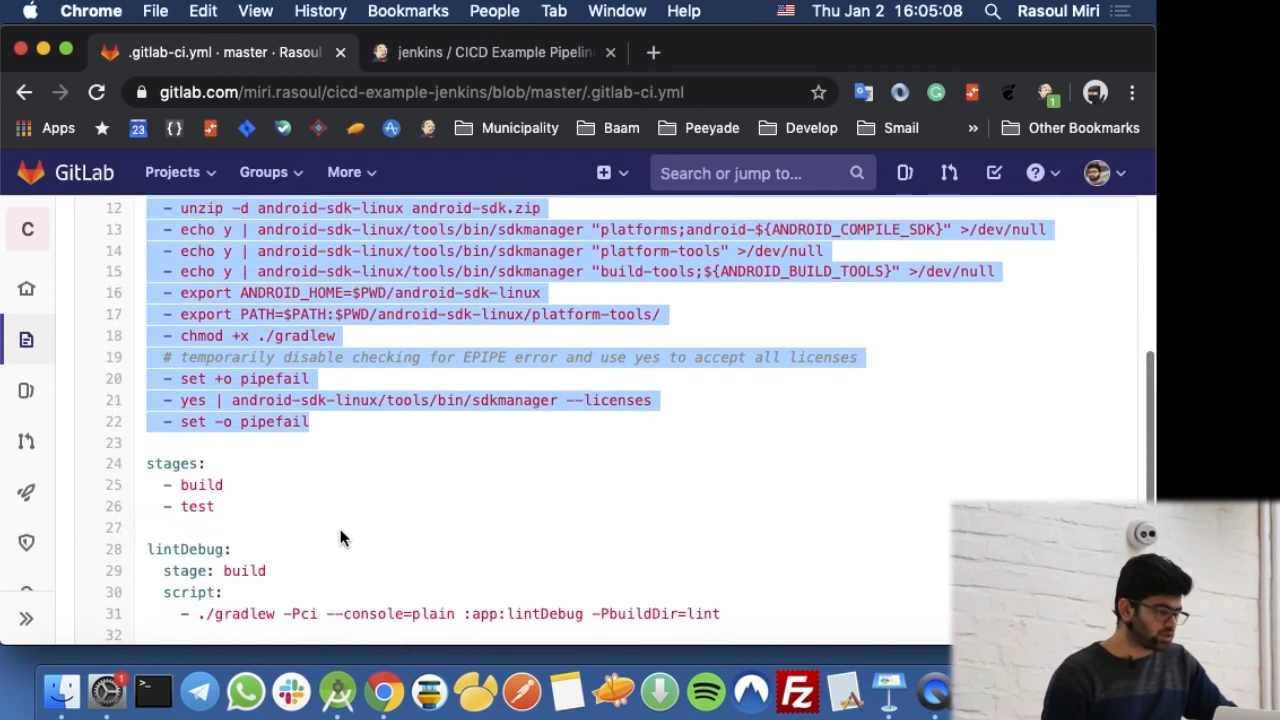 Chrome File Edit View History Bookmarks People Tab Window Help Thu Jan 2 16:05:08 Rasoul Miri
.gitlab-ci.yml · master · Rasoul
jenkins / CICD Example Pipelin
gitlab.com/miri.rasoul/cicd-example-jenkins/blob/master/.gitlab-ci.yml
1
Apps 23 Municipality Baam Peeyade Develop Smail » Other Bookmarks
GitLab Projects Groups More Search or jump to...
C
12 - unzip -d android-sdk-linux android-sdk.zip
13 - echo y | android-sdk-linux/tools/bin/sdkmanager "platforms;android-${ANDROID_COMPILE_SDK}" >/dev/null
14 - echo y | android-sdk-linux/tools/bin/sdkmanager "platform-tools" >/dev/null
15 - echo y | android-sdk-linux/tools/bin/sdkmanager "build-tools;${ANDROID_BUILD_TOOLS}" >/dev/null
16 - export ANDROID_HOME=$PWD/android-sdk-linux
17 - export PATH=$PATH:$PWD/android-sdk-linux/platform-tools/
18 - chmod +x ./gradlew
19 # temporarily disable checking for EPIPE error and use yes to accept all licenses
20 - set +o pipefail
21 - yes | android-sdk-linux/tools/bin/sdkmanager --licenses
22 - set -o pipefail
23
24 stages:
25 - build
26 - test
27
28 lintDebug:
29 stage: build
30 script:
31 - ./gradlew -Pci --console=plain :app:lintDebug -PbuildDir=lint
32
1
Fz